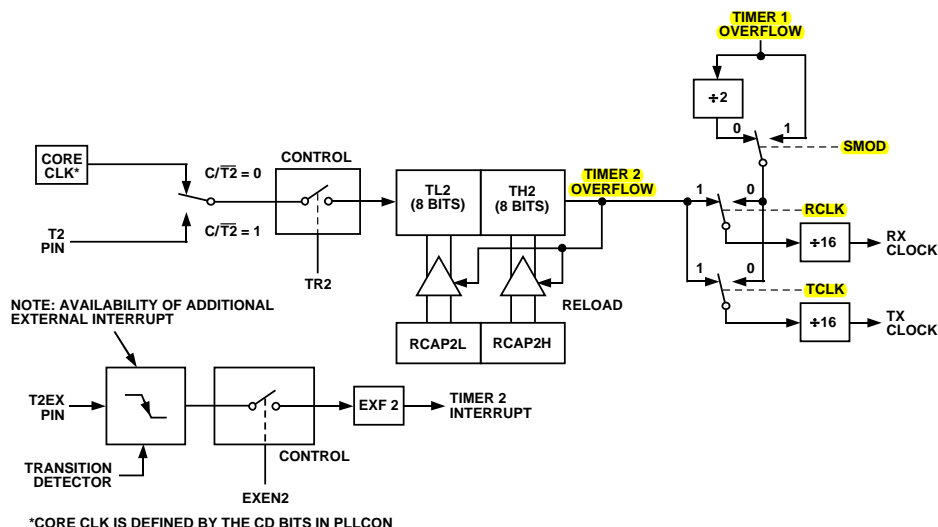 TIMER 1
OVERFLOW
÷2
0
1
SMOD
CORE
CLK*
C/T2 = 0
CONTROL
TL2
(8 BITS)
TH2
(8 BITS)
TIMER 2
OVERFLOW
1
0
RCLK
÷16
RX
CLOCK
T2
PIN
C/T2 = 1
TR2
RELOAD
1
0
TCLK
÷16
TX
CLOCK
RCAP2L
RCAP2H
NOTE: AVAILABILITY OF ADDITIONAL
EXTERNAL INTERRUPT
T2EX
PIN
EXF 2
TIMER 2
INTERRUPT
CONTROL
TRANSITION
DETECTOR
EXEN2
*CORE CLK IS DEFINED BY THE CD BITS IN PLLCON